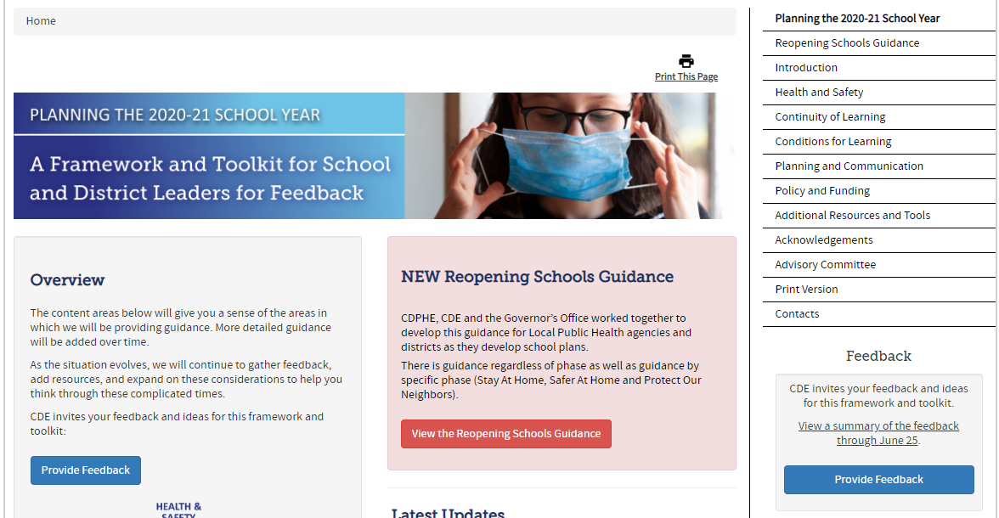 Home
Print This Page
PLANNING THE 2020-21 SCHOOL YEAR
A Framework and Toolkit for School
and District Leaders for Feedback
Overview
The content areas below will give you a sense of the areas in
which we will be providing guidance. More detailed guidance
will be added over time.
As the situation evolves, we will continue to gather feedback,
add resources, and expand on these considerations to help you
think through these complicated times.
CDE invites your feedback and ideas for this framework and
toolkit:
Provide Feedback
HEALTH &
SAFETY
NEW Reopening Schools Guidance
CDPHE, CDE and the Governor's Office worked together to
develop this guidance for Local Public Health agencies and
districts as they develop school plans.
There is guidance regardless of phase as well as guidance by
specific phase (Stay At Home, Safer At Home and Protect Our
Neighbors).
View the Reopening Schools Guidance
Latest Updates
Planning the 2020-21 School Year
Reopening Schools Guidance
Introduction
Health and Safety
Continuity of Learning
Conditions for Learning
Planning and Communication
Policy and Funding
Additional Resources and Tools
Acknowledgements
Advisory Committee
Print Version
Contacts
Feedback
CDE invites your feedback and ideas
for this framework and toolkit.
View a summary of the feedback
through June 25.
Provide Feedback